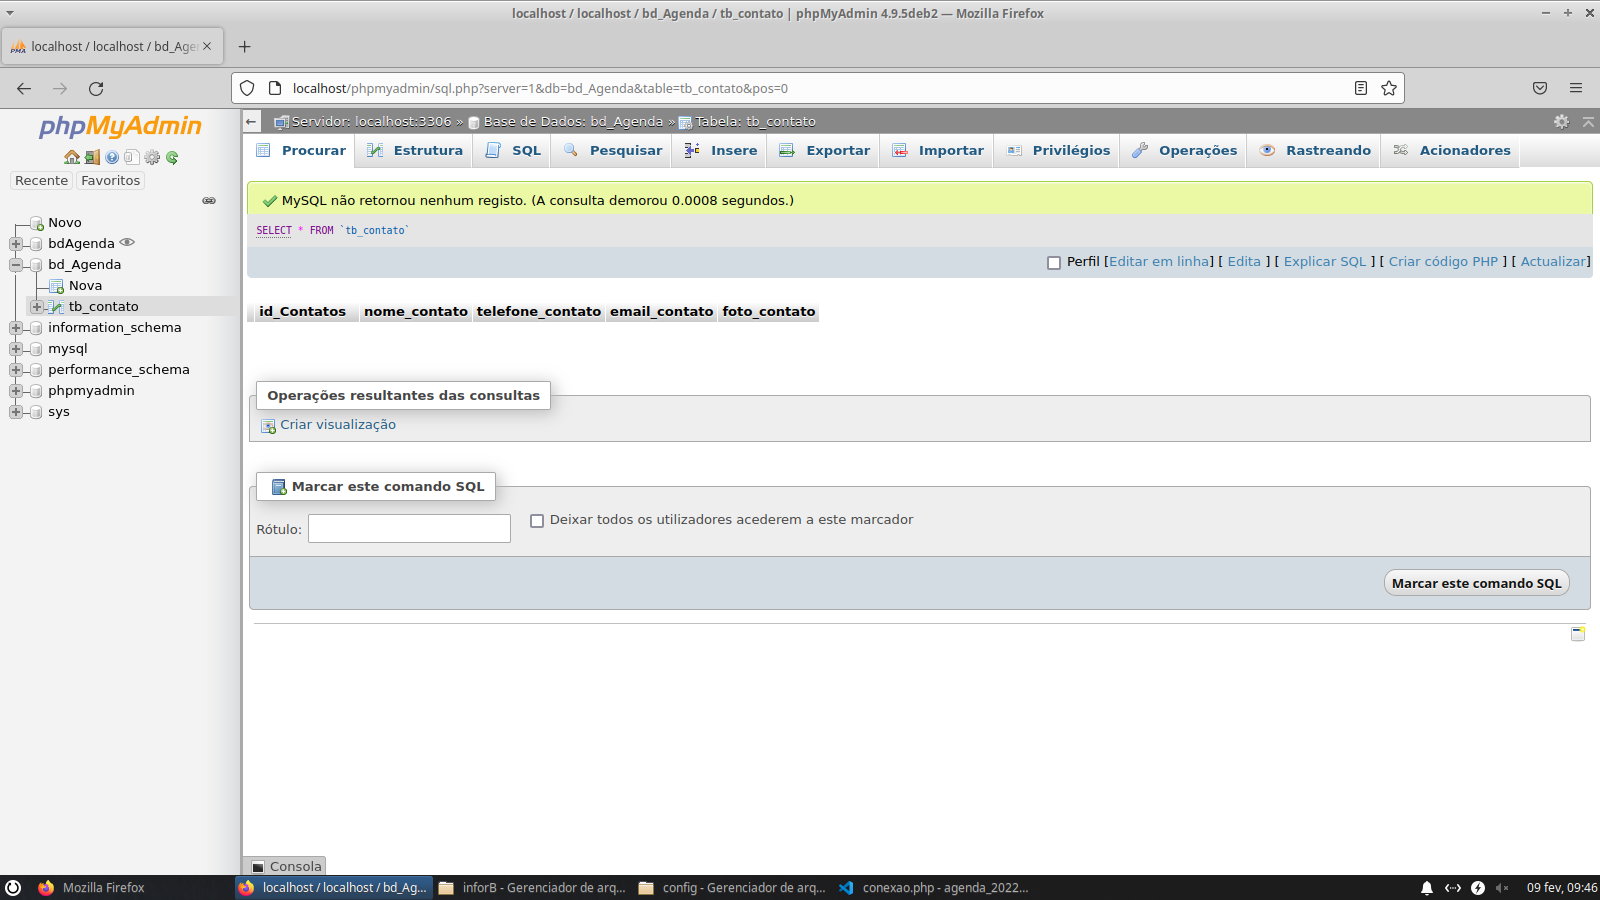 localhost / localhost / bd_Agenda / tb_contato | phpMyAdmin 4.9.5deb2 — Mozilla Firefox
localhost / localhost / bd_Age
localhost/phpmyadmin/sql.php?server=1&db=bd_Agenda&table=tb_contato&pos=0
phpMyAdmin
Recente Favoritos
Novo
bdAgenda
bd_Agenda
Nova
tb_contato
information_schema
mysql
performance_schema
phpmyadmin
sys
Servidor: localhost:3306 » Base de Dados: bd_Agenda » Tabela: tb_contato
Procurar Estrutura SQL Pesquisar Insere Exportar Importar Privilégios Operações Rastreando Acionadores
MySQL não retornou nenhum registo. (A consulta demorou 0.0008 segundos.)
SELECT * FROM `tb_contato`
Perfil [Editar em linha] [ Edita ] [ Explicar SQL ] [ Criar código PHP ] [ Actualizar]
id_Contatos nome_contato telefone_contato email_contato foto_contato
Operações resultantes das consultas
Criar visualização
Marcar este comando SQL
Rótulo:
Deixar todos os utilizadores acederem a este marcador
Marcar este comando SQL
Consola
Mozilla Firefox
localhost / localhost / bd_Ag...
inforB - Gerenciador de arq...
config - Gerenciador de arq...
conexao.php - agenda_2022...
09 fev, 09:46